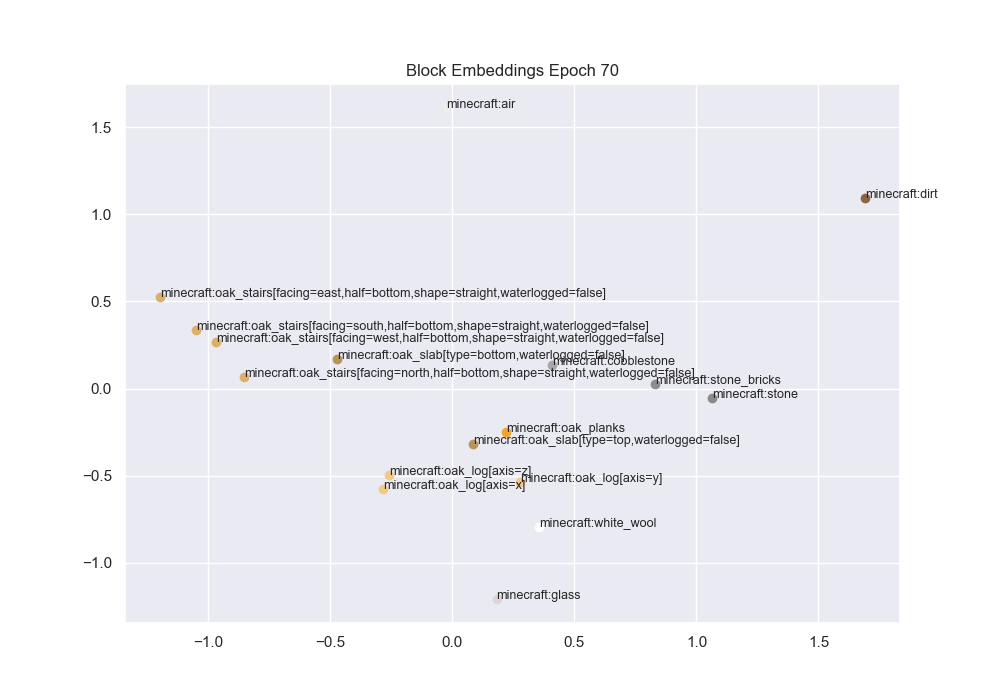 Block Embeddings Epoch 70
minecraft:air
1.5
minecraft:dirt
1.0
minecraft:oak_stairs[facing=east,half=bottom,shape=straight,waterlogged=false]
0.5
minecraft:oak_stairs[facing=south,half=bottom,shape=straight,waterlogged=false]
minecraft:oak_stairs[facing=west,half=bottom,shape=straight,waterlogged=false]
minecraft:oak_slab[type=bottom,waterlogged=false]
minecraft:cobblestone
minecraft:oak_stairs[facing=north,half=bottom,shape=straight,waterlogged=false]
minecraft:stone_bricks
0.0
minecraft:stone
minecraft:oak_planks
minecraft:oak_slab[type=top,waterlogged=false]
minecraft:oak_log[axis=z]
−0.5
minecraft:oak_log[axis=y]
minecraft:oak_log[axis=x]
minecraft:white_wool
−1.0
minecraft:glass
−1.0 −0.5 0.0 0.5 1.0 1.5